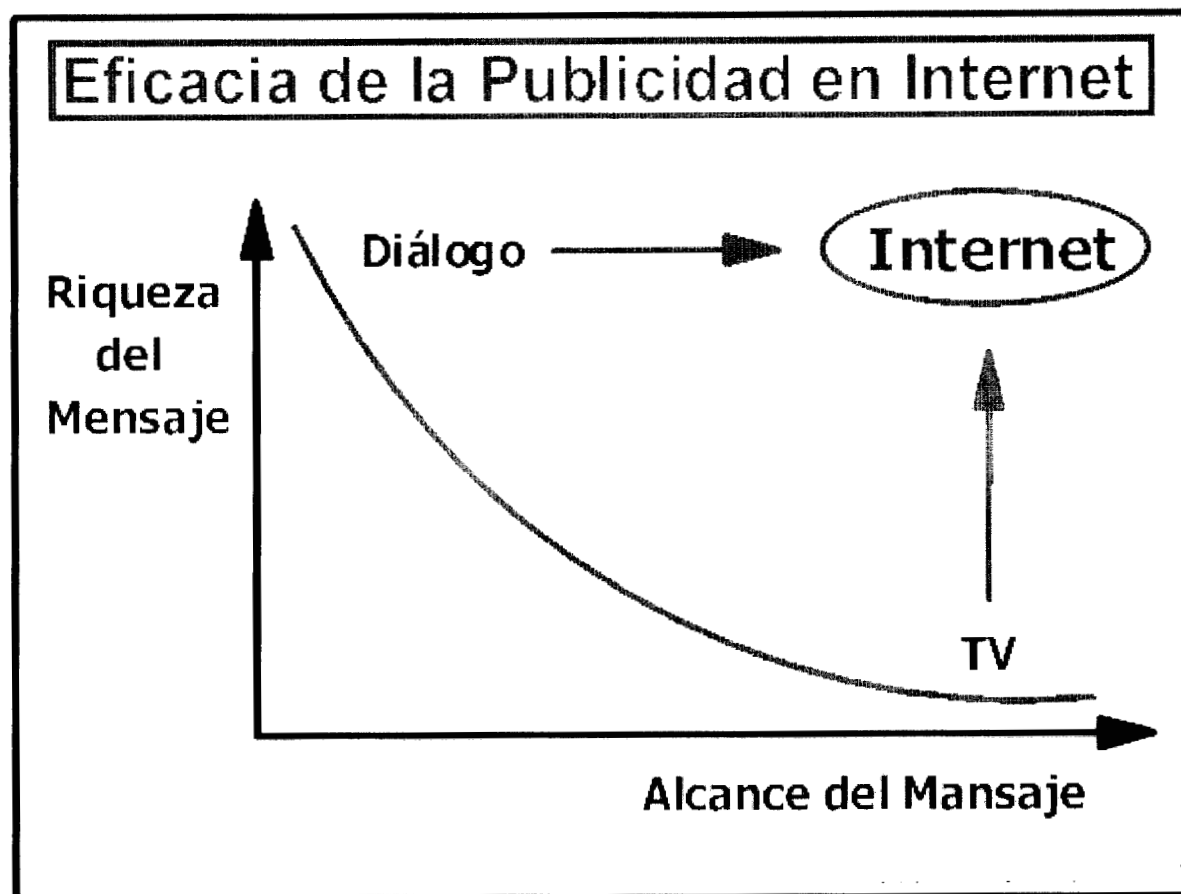 Eficacia de la Publicidad en Internet
Diálogo
Internet
Riqueza
del
Mensaje
TV
Alcance del Mansaje